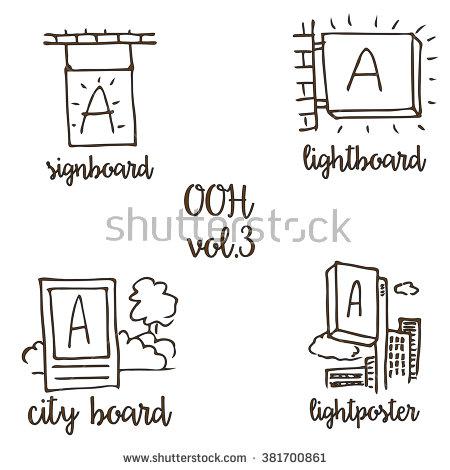 A
A
signboard
lightboard
OOH
shutterstock
vol.3
A
A
city board
lightposter
www.shutterstock.com · 381700861